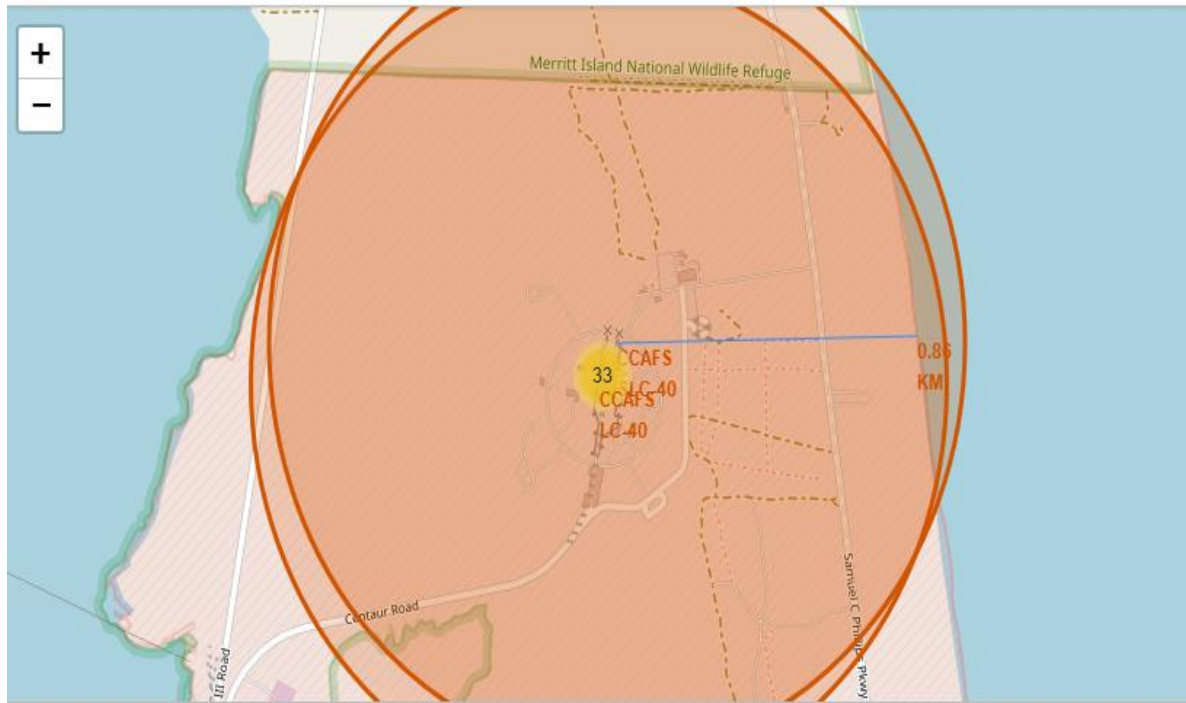 +
−
Merritt Island National Wildlife Refuge
0.86
KM
CCAFS
SLC-40
33
CCAFS
LC-40
Samuel C Phillips Pkwy
Centaur Road
III Road